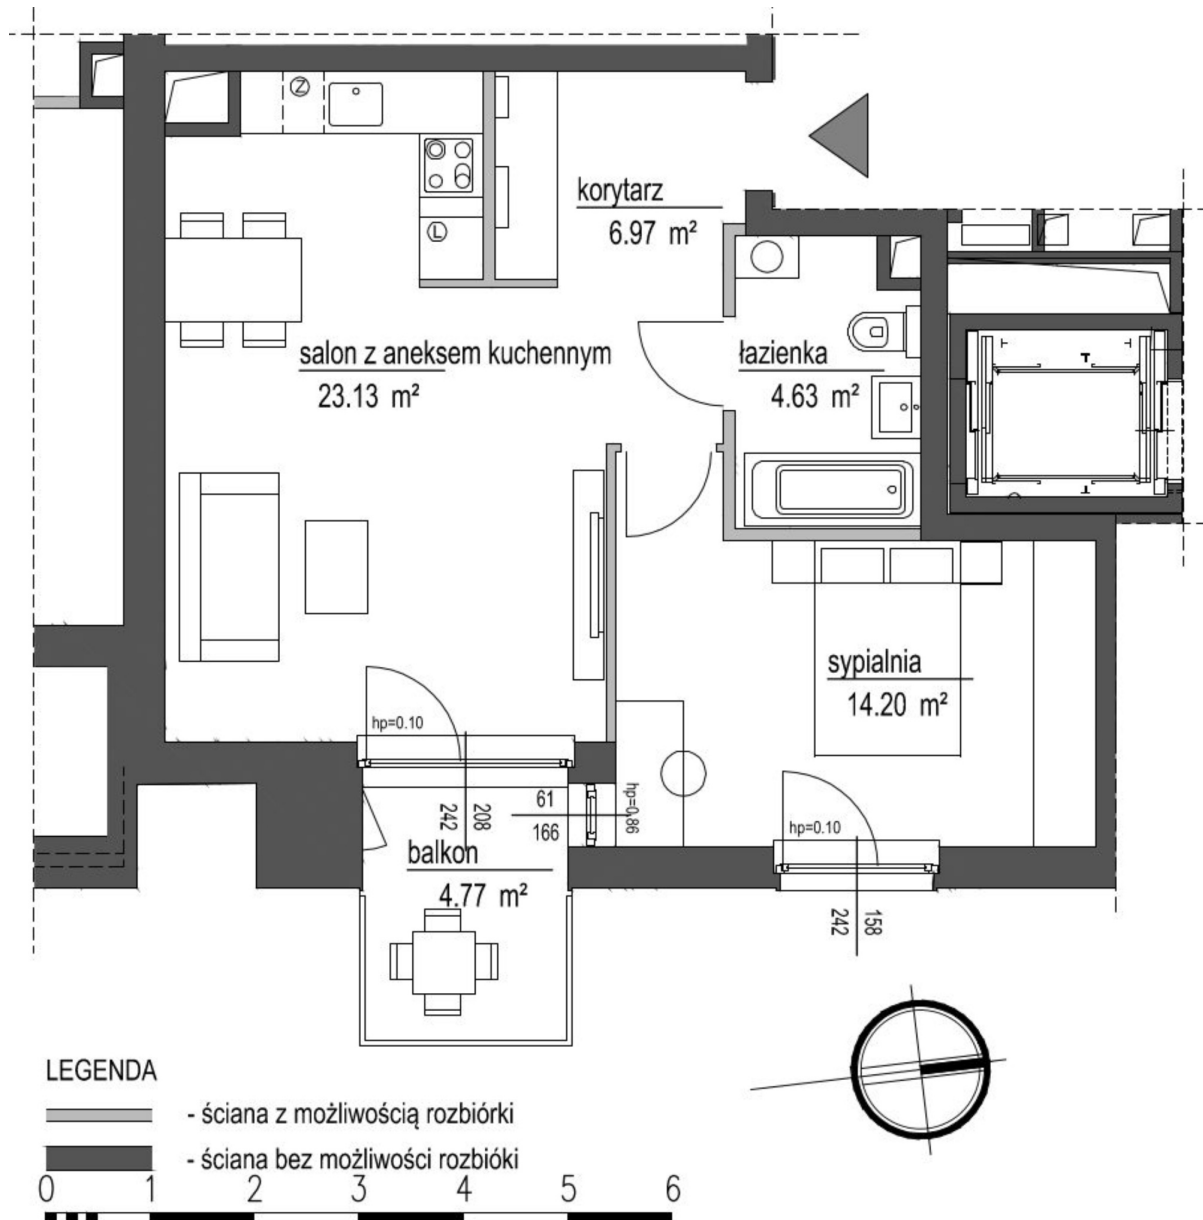 Z
korytarz
6.97 m²
L
salon z aneksem kuchennym
23.13 m²
łazienka
4.63 m²
sypialnia
14.20 m²
hp=0.10
242
208
61
166
hp=0.86
hp=0.10
balkon
4.77 m²
242
158
LEGENDA
- ściana z możliwością rozbiórki
- ściana bez możliwości rozbióki
0 1 2 3 4 5 6